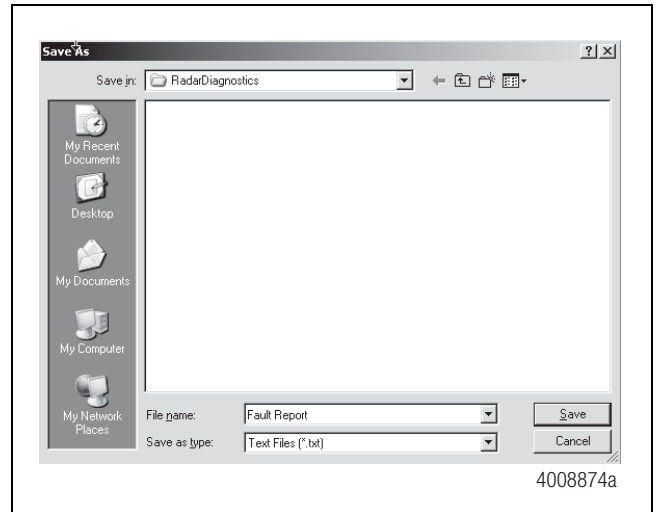 Save As
Save in: RadarDiagnostics
My Recent
Documents
Desktop
My Documents
My Computer
My Network
Places
File name: Fault Report Save
Save as type: Text Files (*.txt) Cancel
4008874a